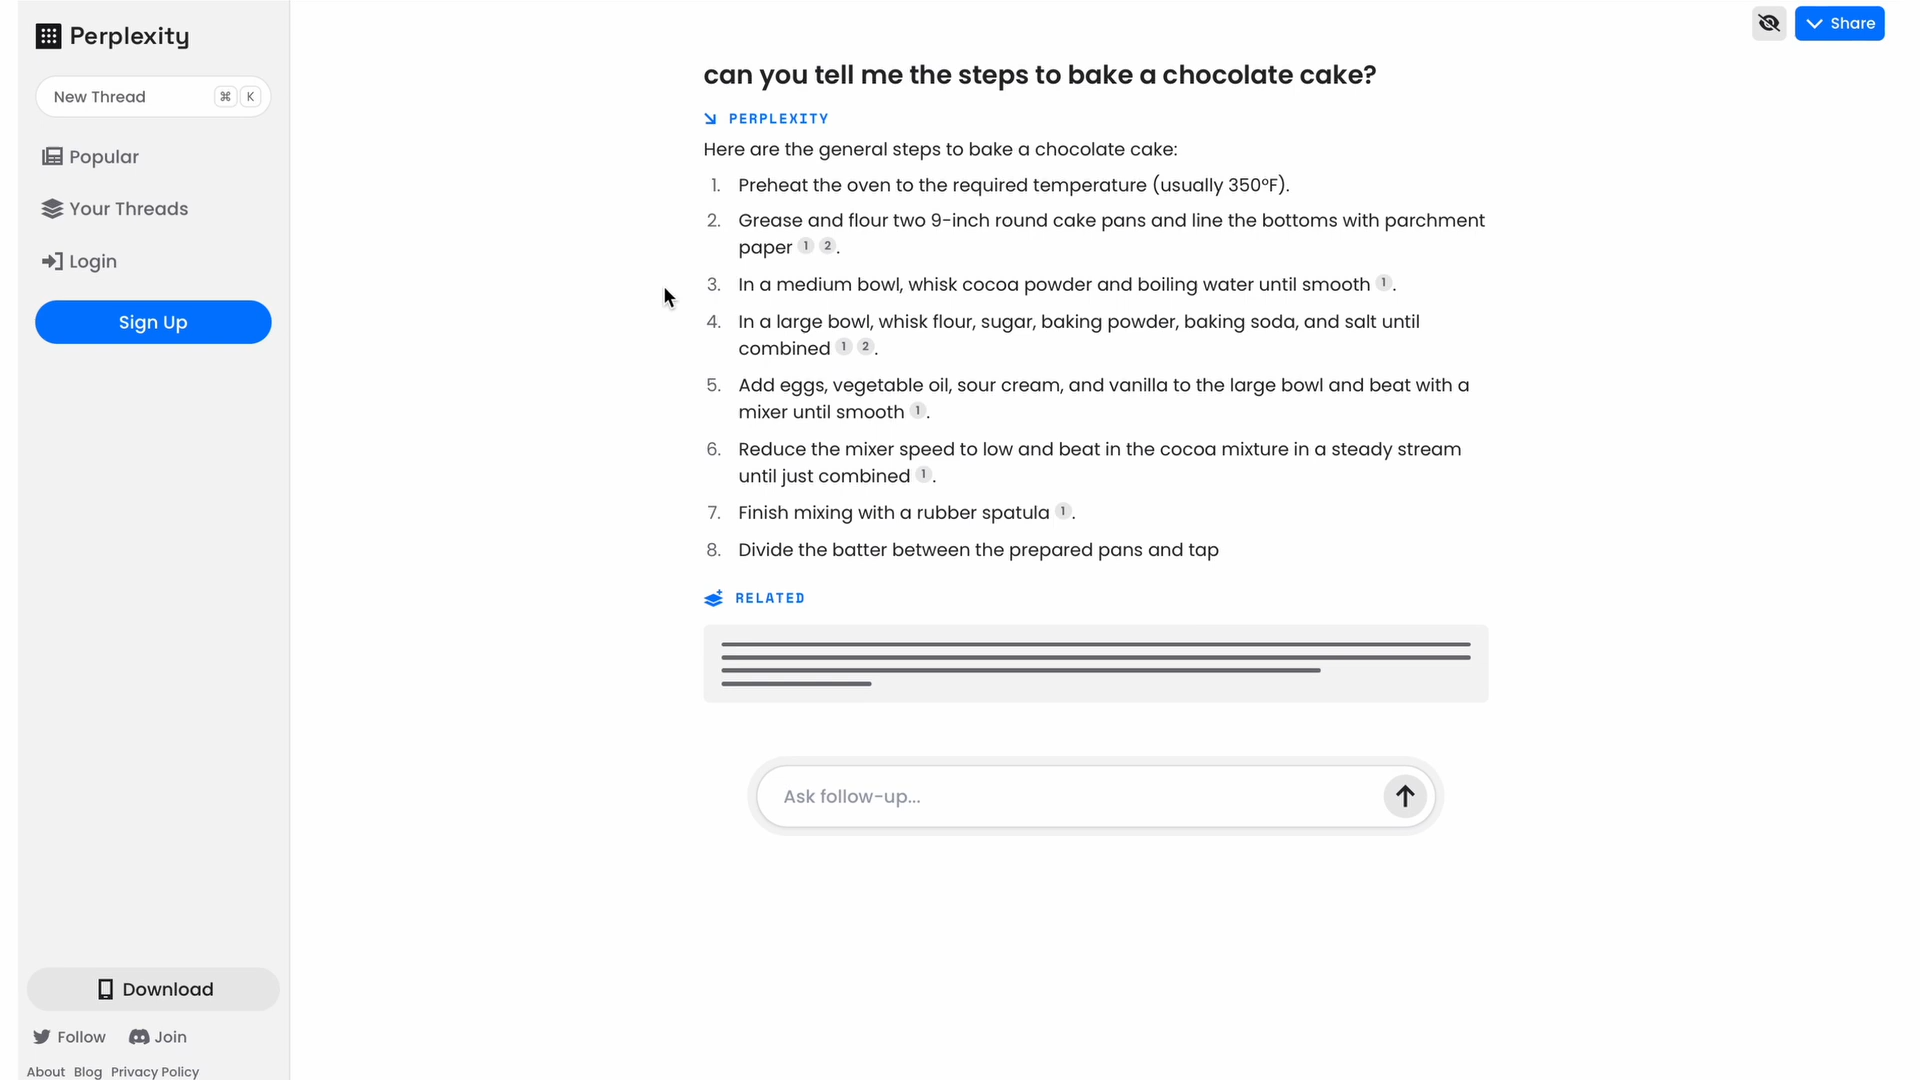 Perplexity
New Thread ⌘ K
Popular
Your Threads
Login
Sign Up
Download
Follow Join
About Blog Privacy Policy
Share
can you tell me the steps to bake a chocolate cake?
PERPLEXITY
Here are the general steps to bake a chocolate cake:
1. Preheat the oven to the required temperature (usually 350°F).
2. Grease and flour two 9-inch round cake pans and line the bottoms with parchment
paper 1 2.
3. In a medium bowl, whisk cocoa powder and boiling water until smooth 1.
4. In a large bowl, whisk flour, sugar, baking powder, baking soda, and salt until
combined 1 2.
5. Add eggs, vegetable oil, sour cream, and vanilla to the large bowl and beat with a
mixer until smooth 1.
6. Reduce the mixer speed to low and beat in the cocoa mixture in a steady stream
until just combined 1.
7. Finish mixing with a rubber spatula 1.
8. Divide the batter between the prepared pans and tap
RELATED
Ask follow-up...